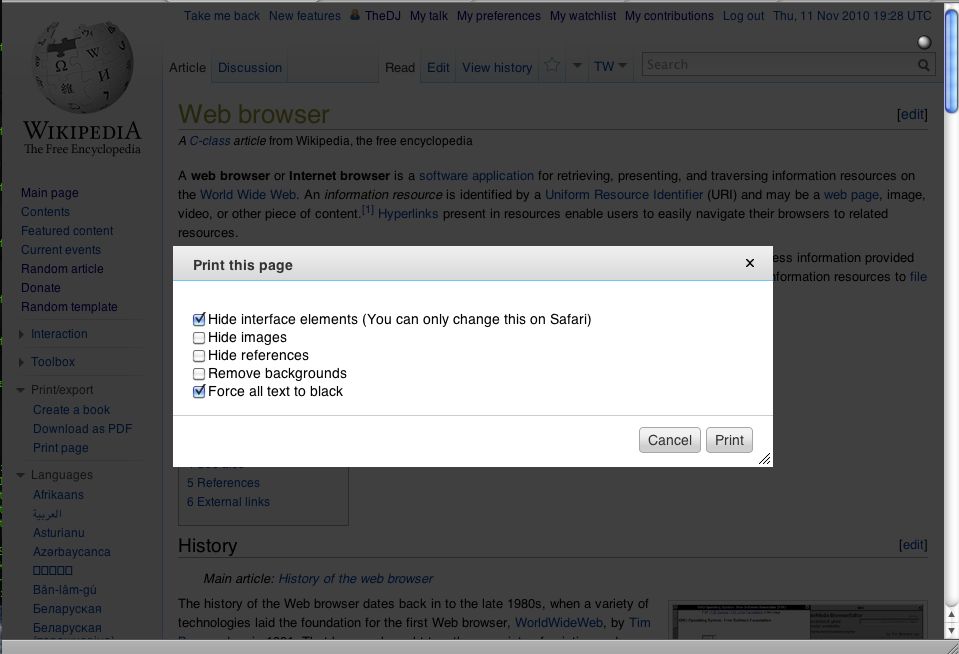 Take me back New features TheDJ My talk My preferences My watchlist My contributions Log out Thu, 11 Nov 2010 19:28 UTC
Article Discussion Read Edit View history TW Search
WIKIPEDIA
The Free Encyclopedia
Main page
Contents
Featured content
Current events
Random article
Donate
Random template
Interaction
Toolbox
Print/export
Create a book
Download as PDF
Print page
Languages
Afrikaans
العربية
Asturianu
Azərbaycanca
Bân-lâm-gú
Беларуская
Беларуская
Web browser [edit]
A C-class article from Wikipedia, the free encyclopedia
A web browser or Internet browser is a software application for retrieving, presenting, and traversing information resources on
the World Wide Web. An information resource is identified by a Uniform Resource Identifier (URI) and may be a web page, image,
video, or other piece of content.[1] Hyperlinks present in resources enable users to easily navigate their browsers to related
resources.
ess information provided
formation resources to file
Print this page ×
Hide interface elements (You can only change this on Safari)
Hide images
Hide references
Remove backgrounds
Force all text to black
Cancel Print
5 References
6 External links
History [edit]
Main article: History of the web browser
The history of the Web browser dates back in to the late 1980s, when a variety of
technologies laid the foundation for the first Web browser, WorldWideWeb, by Tim